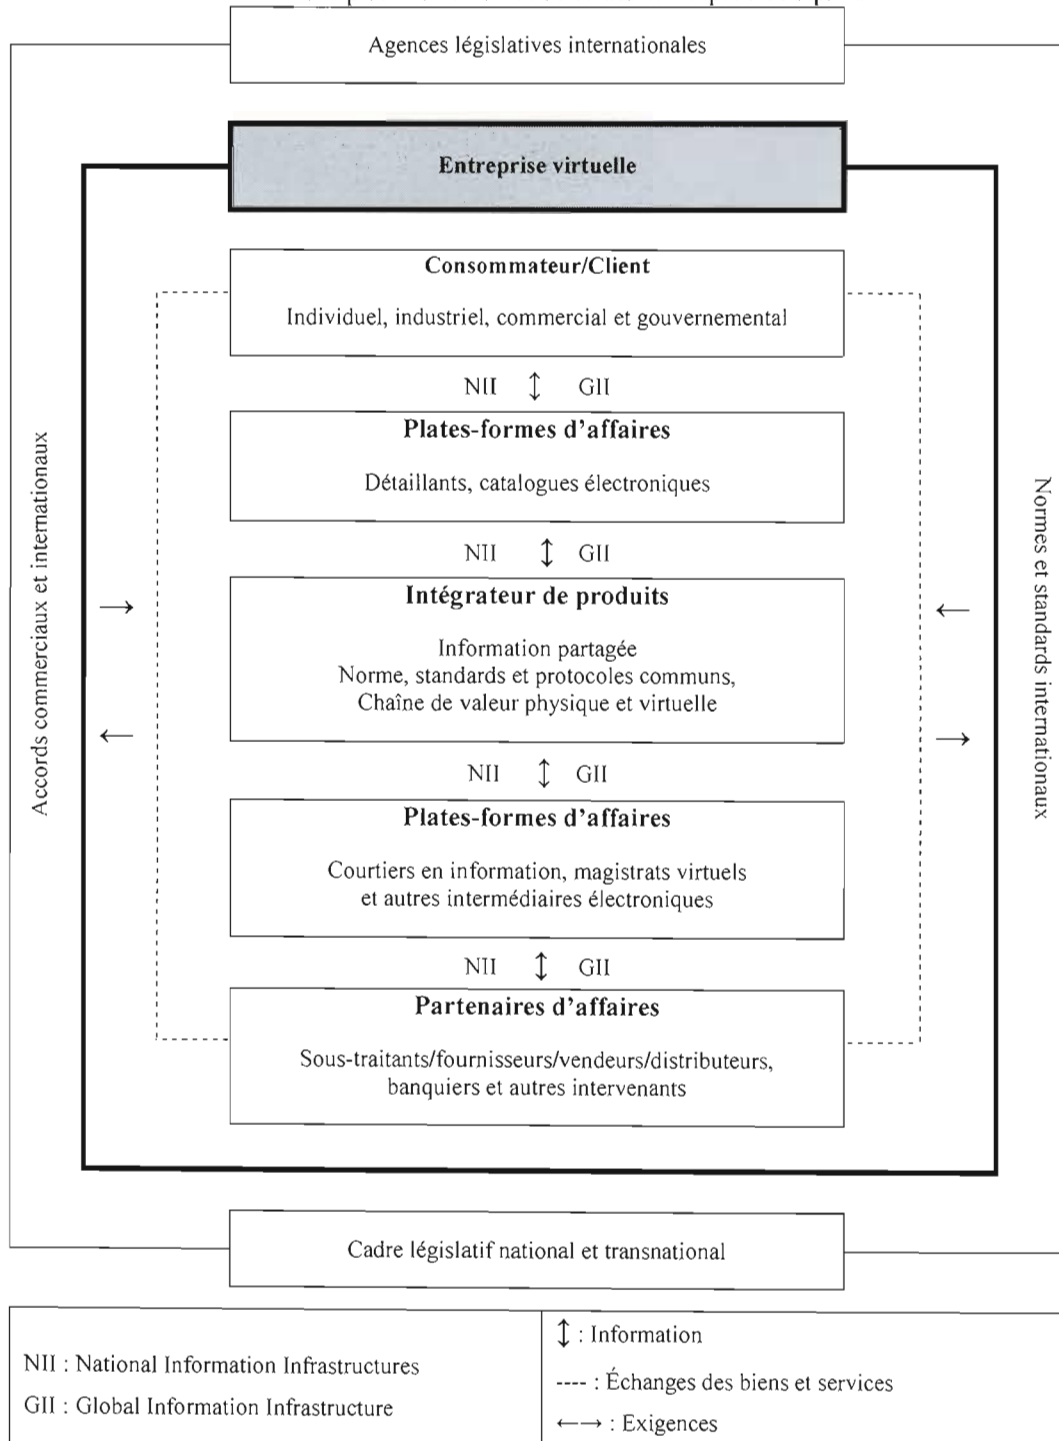 Agences législatives internationales
Entreprise virtuelle
Consommateur/Client
Individuel, industriel, commercial et gouvernemental
NII ↕ GII
Plates-formes d'affaires
Détaillants, catalogues électroniques
NII ↕ GII
Intégrateur de produits
Information partagée
Norme, standards et protocoles communs,
Chaîne de valeur physique et virtuelle
NII ↕ GII
Plates-formes d'affaires
Courtiers en information, magistrats virtuels
et autres intermédiaires électroniques
NII ↕ GII
Partenaires d'affaires
Sous-traitants/fournisseurs/vendeurs/distributeurs,
banquiers et autres intervenants
Accords commerciaux et internationaux
Normes et standards internationaux
Cadre législatif national et transnational
NII : National Information Infrastructures
GII : Global Information Infrastructure
↕ : Information
---- : Échanges des biens et services
←→ : Exigences